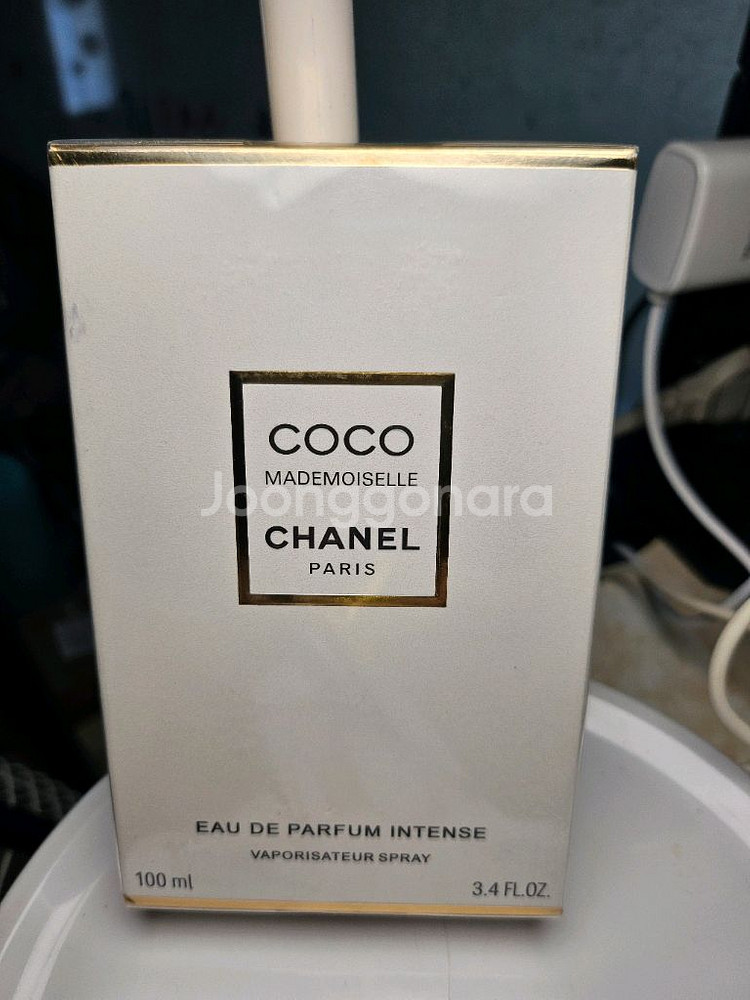 COCO
MADEMOISELLE
Joonggonara
CHANEL
PARIS
EAU DE PARFUM INTENSE
VAPORISATEUR SPRAY
100 ml
3.4 FL.OZ.